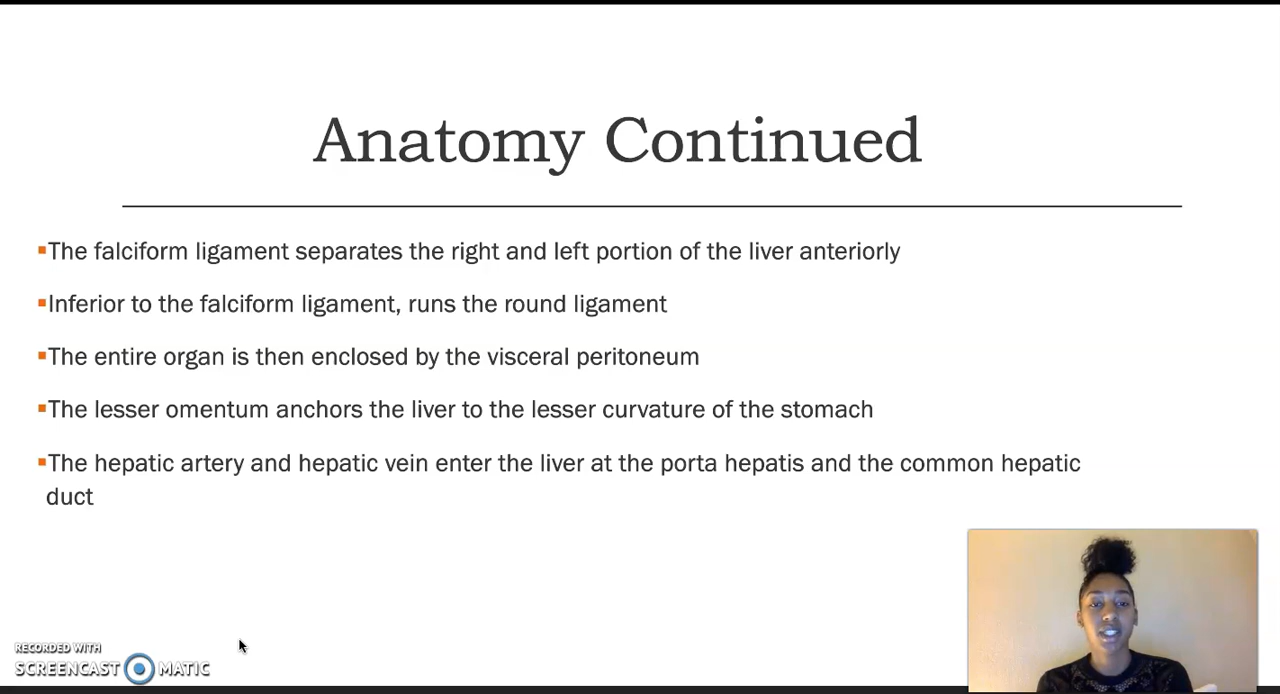 Anatomy Continued
▪The falciform ligament separates the right and left portion of the liver anteriorly
▪Inferior to the falciform ligament, runs the round ligament
▪The entire organ is then enclosed by the visceral peritoneum
▪The lesser omentum anchors the liver to the lesser curvature of the stomach
▪The hepatic artery and hepatic vein enter the liver at the porta hepatis and the common hepatic
duct
RECORDED WITH
SCREENCAST MATIC